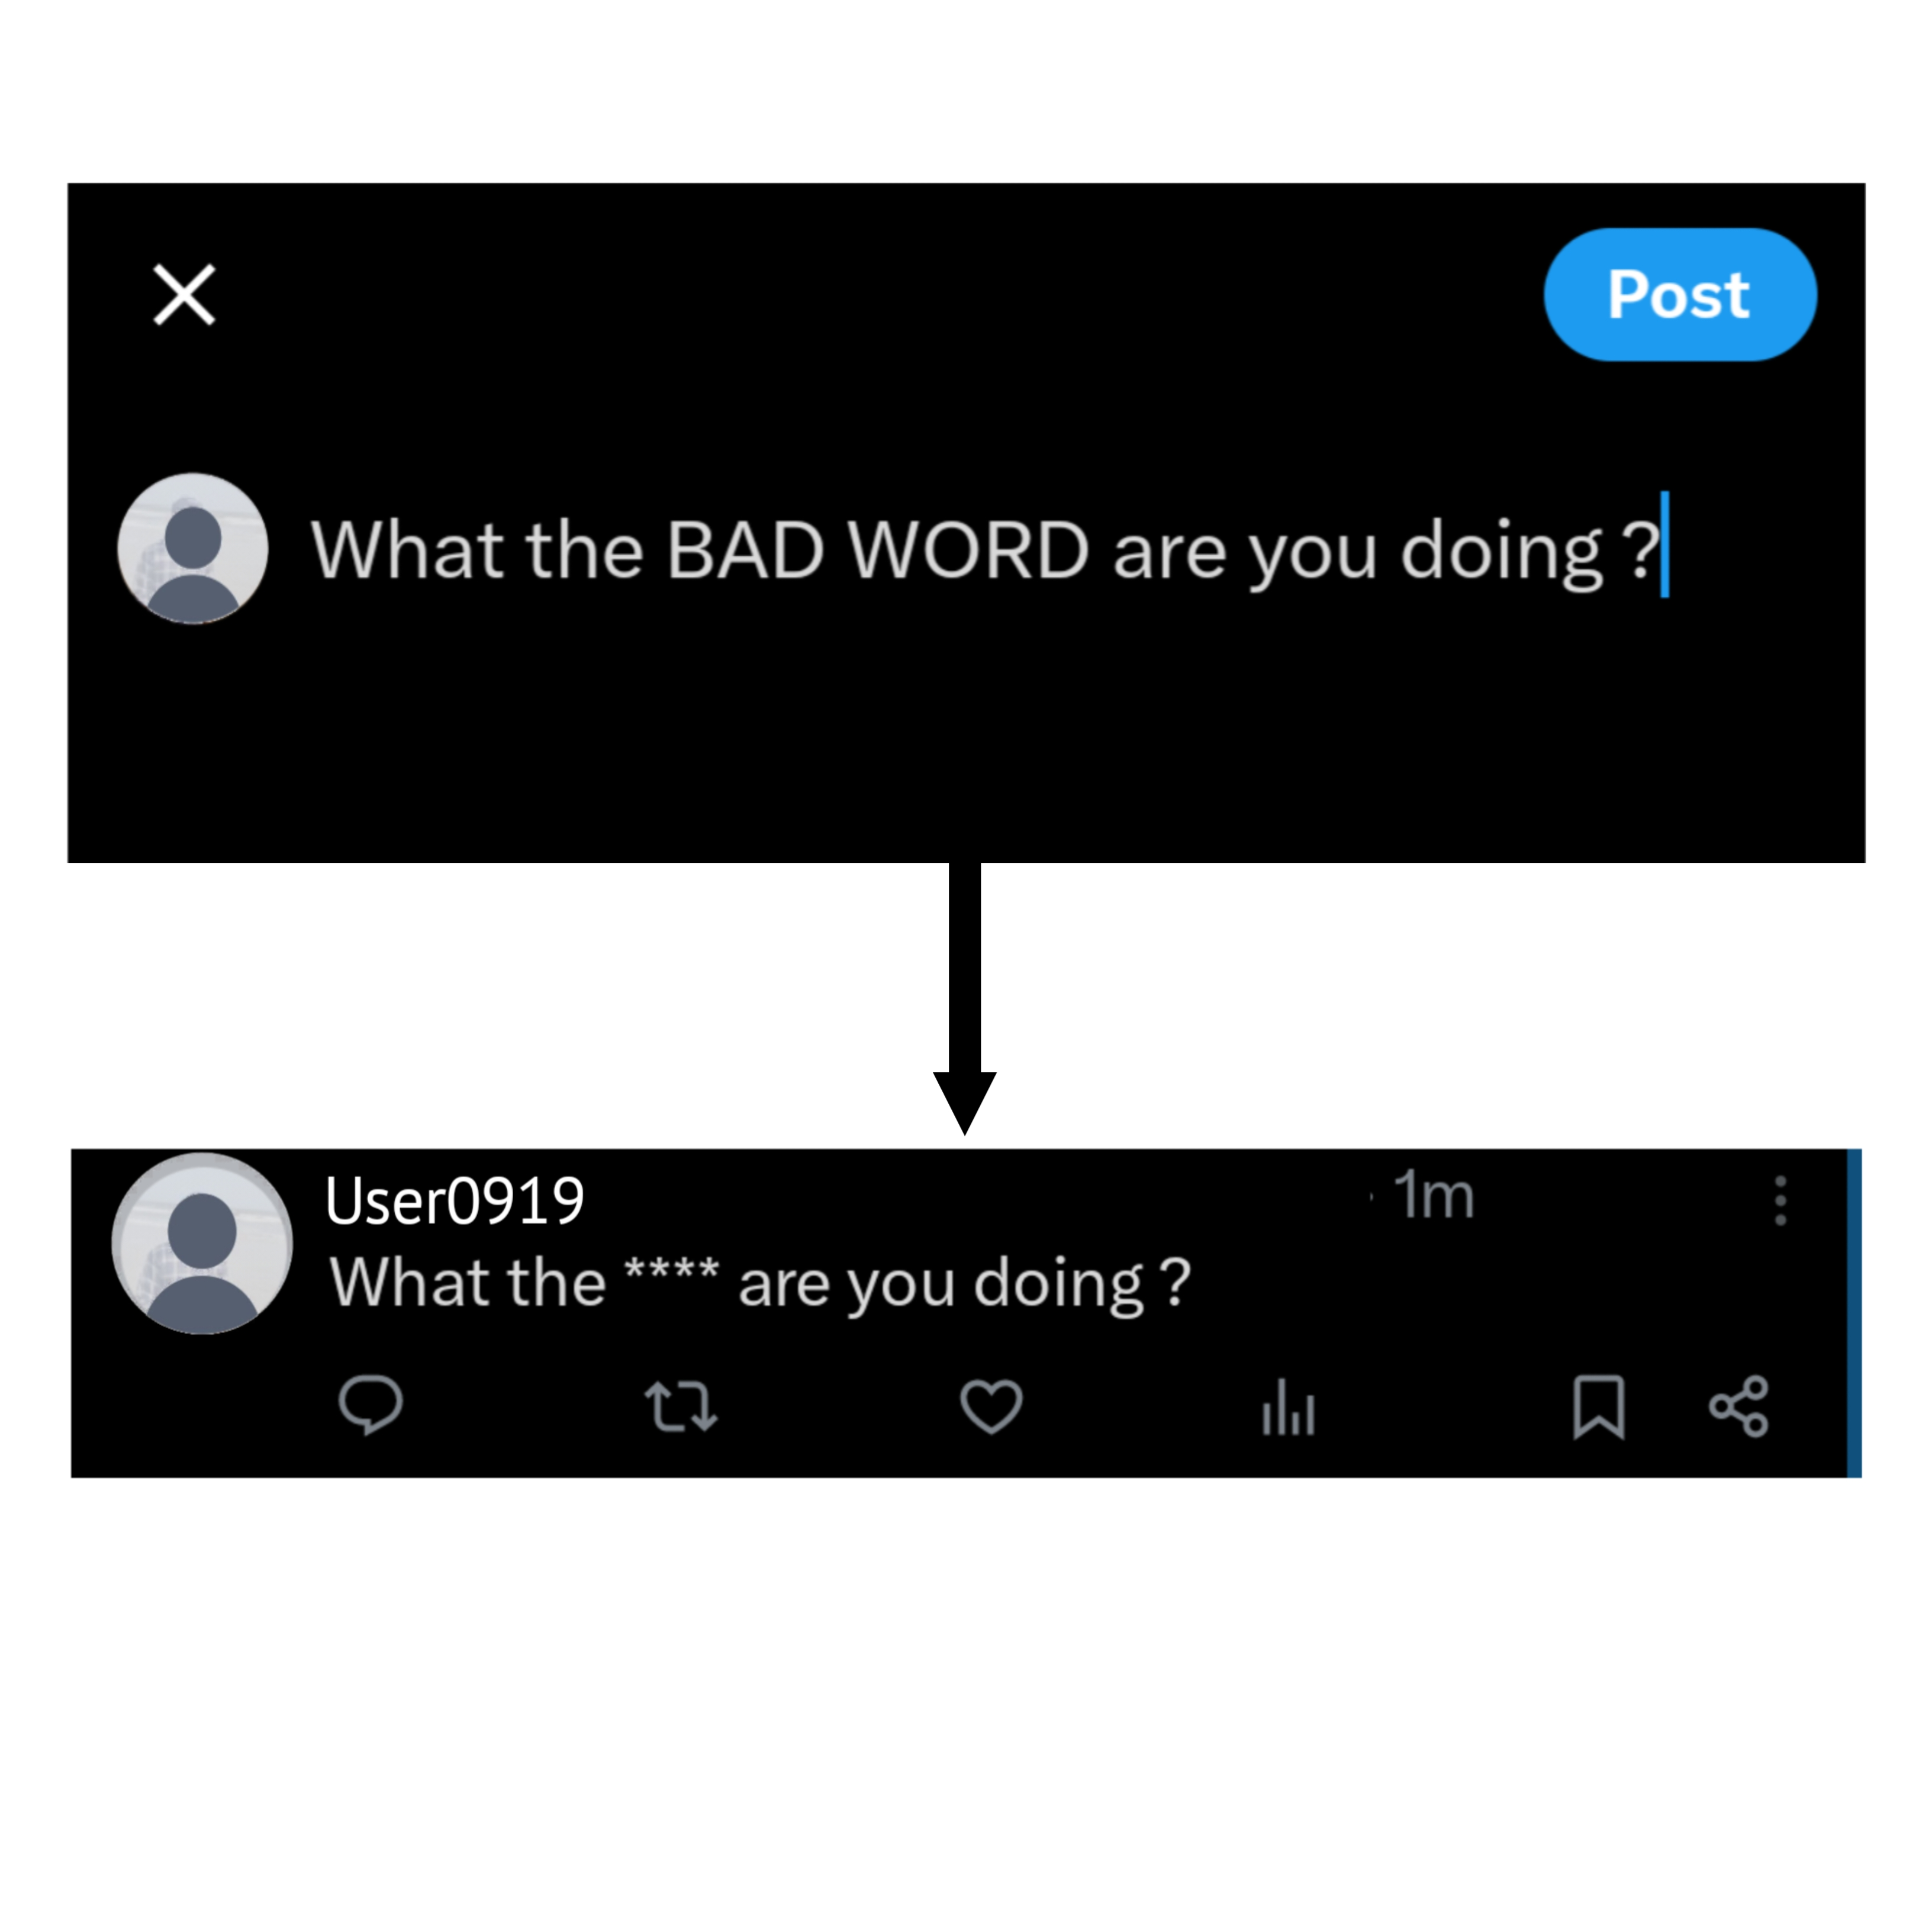 Post
What the BAD WORD are you doing ?
User0919 · 1m
What the **** are you doing ?